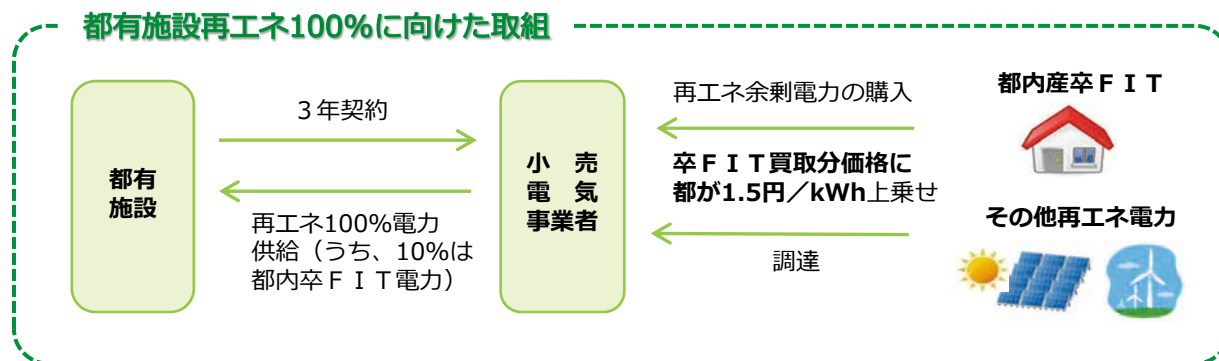 都有施設再エネ100%に向けた取組
都有
施設
３年契約
再エネ100%電力
供給（うち、10%は
都内卒ＦＩＴ電力）
小　売
電　気
事業者
再エネ余剰電力の購入
卒ＦＩＴ買取分価格に
都が1.5円／kWh上乗せ
調達
都内産卒ＦＩＴ
その他再エネ電力